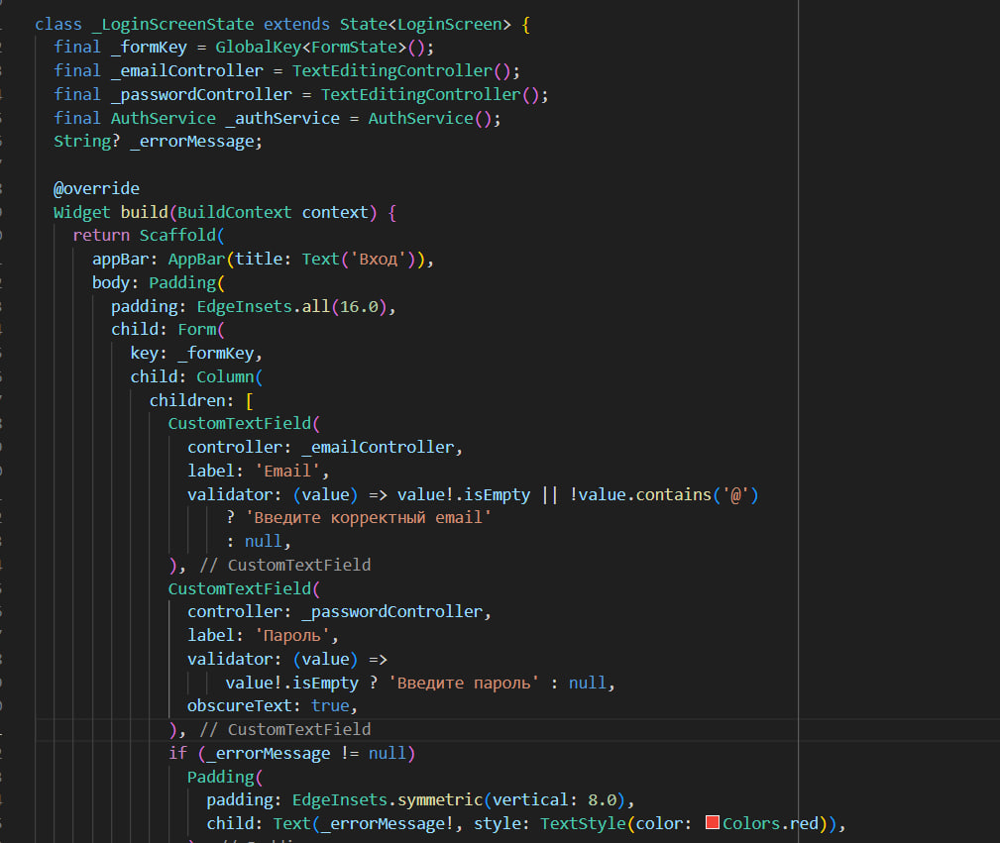 class _LoginScreenState extends State<LoginScreen> {
  final _formKey = GlobalKey<FormState>();
  final _emailController = TextEditingController();
  final _passwordController = TextEditingController();
  final AuthService _authService = AuthService();
  String? _errorMessage;

  @override
  Widget build(BuildContext context) {
    return Scaffold(
      appBar: AppBar(title: Text('Вход')),
      body: Padding(
        padding: EdgeInsets.all(16.0),
        child: Form(
          key: _formKey,
          child: Column(
            children: [
              CustomTextField(
                controller: _emailController,
                label: 'Email',
                validator: (value) => value!.isEmpty || !value.contains('@')
                    ? 'Введите корректный email'
                    : null,
              ), // CustomTextField
              CustomTextField(
                controller: _passwordController,
                label: 'Пароль',
                validator: (value) =>
                    value!.isEmpty ? 'Введите пароль' : null,
                obscureText: true,
              ), // CustomTextField
              if (_errorMessage != null)
                Padding(
                  padding: EdgeInsets.symmetric(vertical: 8.0),
                  child: Text(_errorMessage!, style: TextStyle(color: Colors.red)),